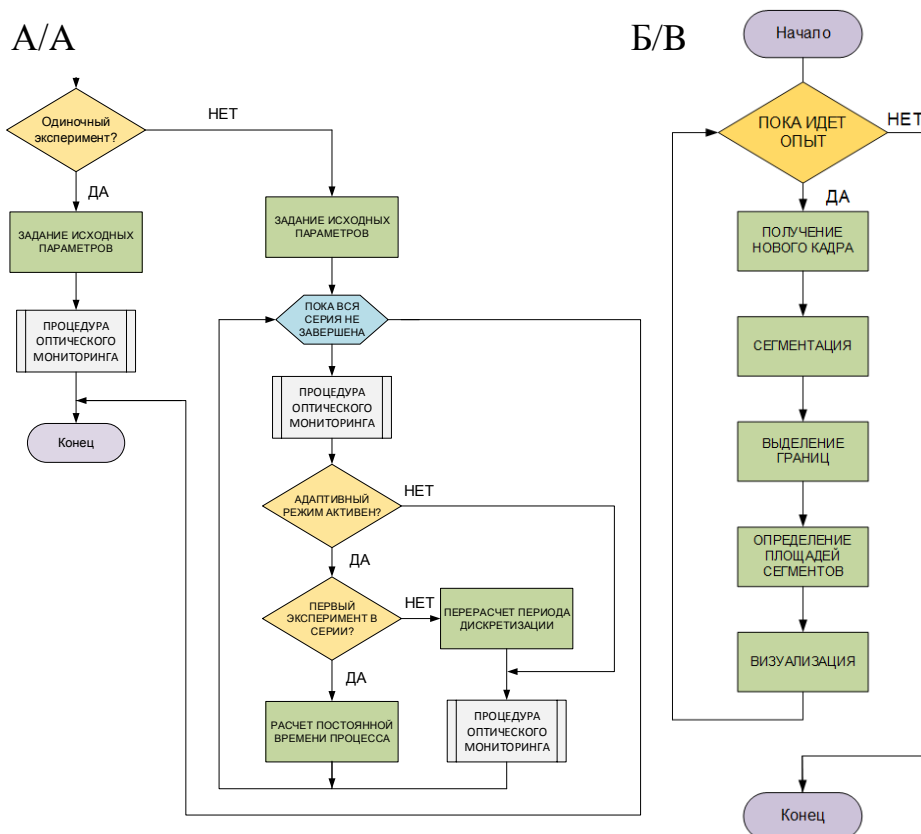 А/А
Одиночный
эксперимент?
НЕТ
ДА
ЗАДАНИЕ ИСХОДНЫХ
ПАРАМЕТРОВ
ПРОЦЕДУРА
ОПТИЧЕСКОГО
МОНИТОРИНГА
Конец
ЗАДАНИЕ ИСХОДНЫХ
ПАРАМЕТРОВ
ПОКА ВСЯ
СЕРИЯ НЕ
ЗАВЕРШЕНА
ПРОЦЕДУРА
ОПТИЧЕСКОГО
МОНИТОРИНГА
АДАПТИВНЫЙ
РЕЖИМ АКТИВЕН?
НЕТ
ДА
ПЕРВЫЙ
ЭКСПЕРИМЕНТ В
СЕРИИ?
НЕТ
ПЕРЕРАСЧЕТ ПЕРИОДА
ДИСКРЕТИЗАЦИИ
ДА
РАСЧЕТ ПОСТОЯННОЙ
ВРЕМЕНИ ПРОЦЕССА
ПРОЦЕДУРА
ОПТИЧЕСКОГО
МОНИТОРИНГА
Б/В
Начало
ПОКА ИДЕТ
ОПЫТ
НЕТ
ДА
ПОЛУЧЕНИЕ
НОВОГО КАДРА
СЕГМЕНТАЦИЯ
ВЫДЕЛЕНИЕ
ГРАНИЦ
ОПРЕДЕЛЕНИЕ
ПЛОЩАДЕЙ
СЕГМЕНТОВ
ВИЗУАЛИЗАЦИЯ
Конец